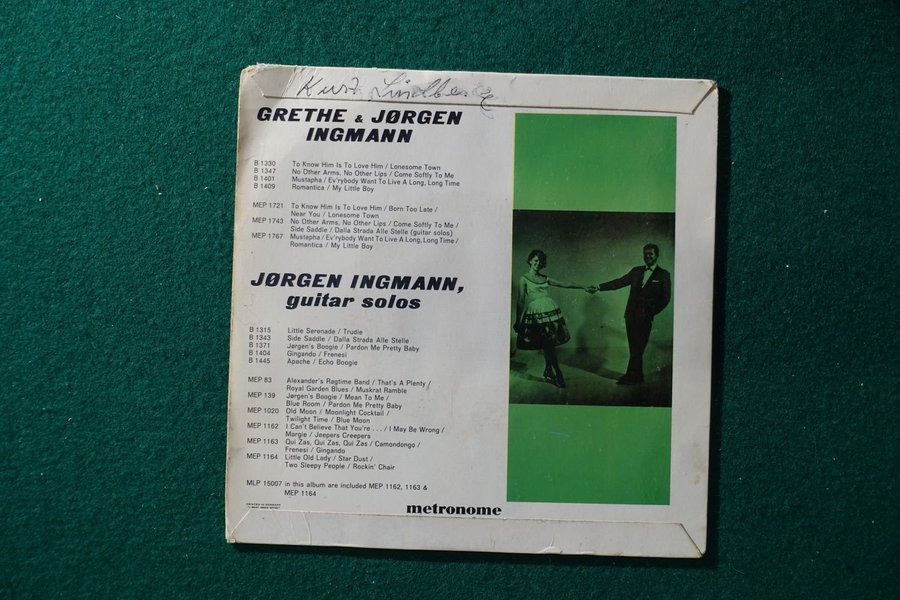 Kurt Lindberg
GRETHE & JØRGEN
INGMANN
B 1330 To Know Him Is To Love Him / Lonesome Town
B 1347 No Other Arms, No Other Lips / Come Softly To Me
B 1401 Mustapha / Ev'rybody Want To Live A Long, Long Time
B 1409 Romantica / My Little Boy
MEP 1721 To Know Him Is To Love Him / Born Too Late /
Near You / Lonesome Town
MEP 1743 No Other Arms, No Other Lips / Come Softly To Me /
Side Saddle / Dalla Strada Alle Stelle (guitar solos)
MEP 1767 Mustapha / Ev'rybody Want To Live A Long, Long Time /
Romantica / My Little Boy
JØRGEN INGMANN,
guitar solos
B 1315 Little Serenade / Trudie
B 1343 Side Saddle / Dalla Strada Alle Stelle
B 1371 Jørgen's Boogie / Pardon Me Pretty Baby
B 1404 Gingando / Frenesi
B 1445 Apache / Echo Boogie
MEP 83 Alexander's Ragtime Band / That's A Plenty /
Royal Garden Blues / Muskrat Ramble
MEP 139 Jørgen's Boogie / Mean To Me /
Blue Room / Pardon Me Pretty Baby
MEP 1020 Old Moon / Moonlight Cocktail /
Twilight Time / Blue Moon
MEP 1162 I Can't Believe That You're . . . / I May Be Wrong /
Margie / Jeepers Creepers
MEP 1163 Qui Zas, Qui Zas, Qui Zas / Camondongo /
Frenesi / Gingando
MEP 1164 Little Old Lady / Star Dust /
Two Sleepy People / Rockin' Chair
MLP 15007 in this album are included MEP 1162, 1163 &
MEP 1164
metronome